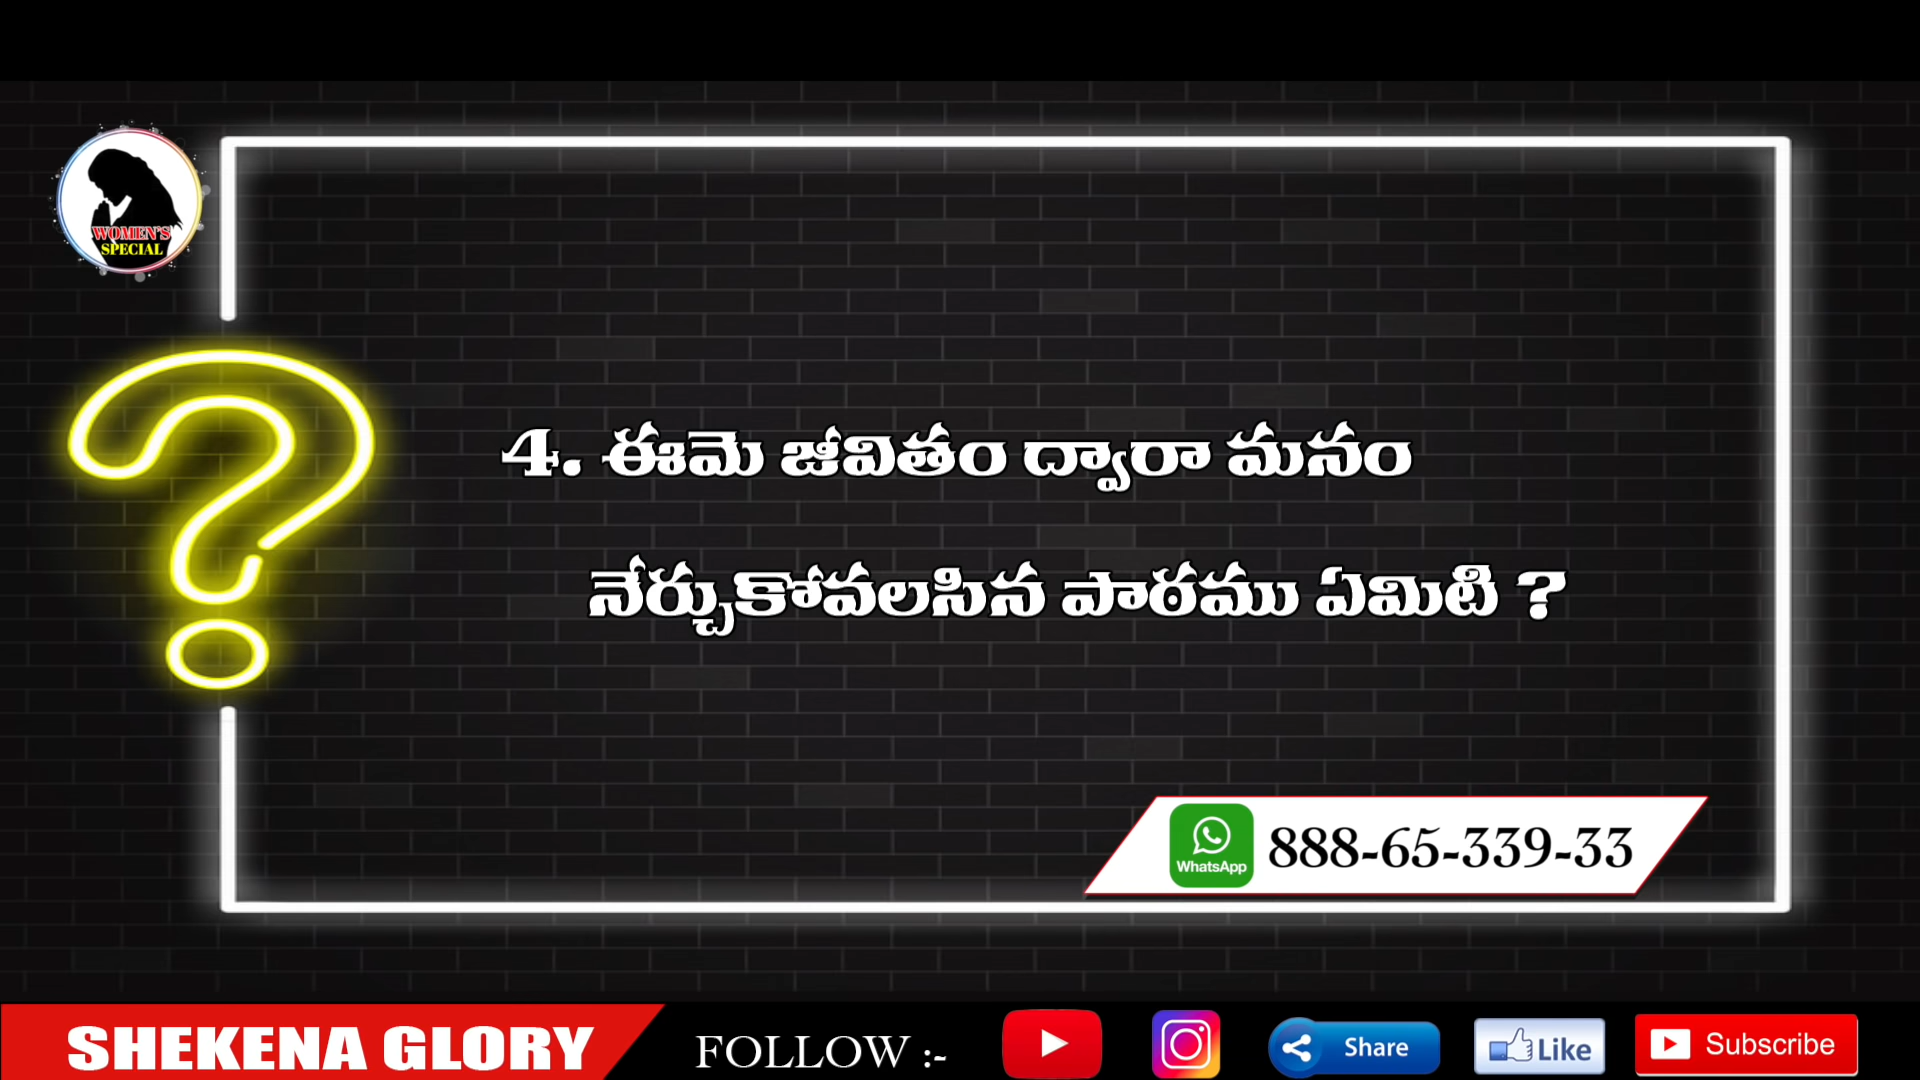 WOMEN'S
SPECIAL
4. ఈమె జీవితం ద్వారా మనం
నేర్చుకోవలసిన పాఠము ఏమిటి ?
WhatsApp
888-65-339-33
SHEKENA GLORY
FOLLOW :-
Share
Like
Subscribe